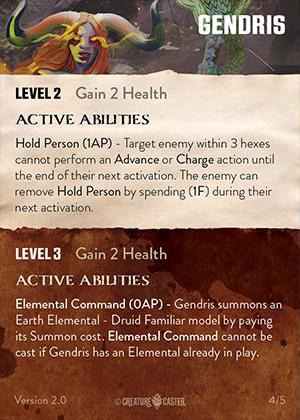 GENDRIS
LEVEL 2 Gain 2 Health
ACTIVE ABILITIES
Hold Person (1AP) - Target enemy within 3 hexes
cannot perform an Advance or Charge action until
the end of their next activation. The enemy can
remove Hold Person by spending (1F) during their
next activation.
LEVEL 3 Gain 2 Health
ACTIVE ABILITIES
Elemental Command (0AP) - Gendris summons an
Earth Elemental - Druid Familiar model by paying
its Summon cost. Elemental Command cannot be
cast if Gendris has an Elemental already in play.
Version 2.0 © CREATURE CASTER 4/5